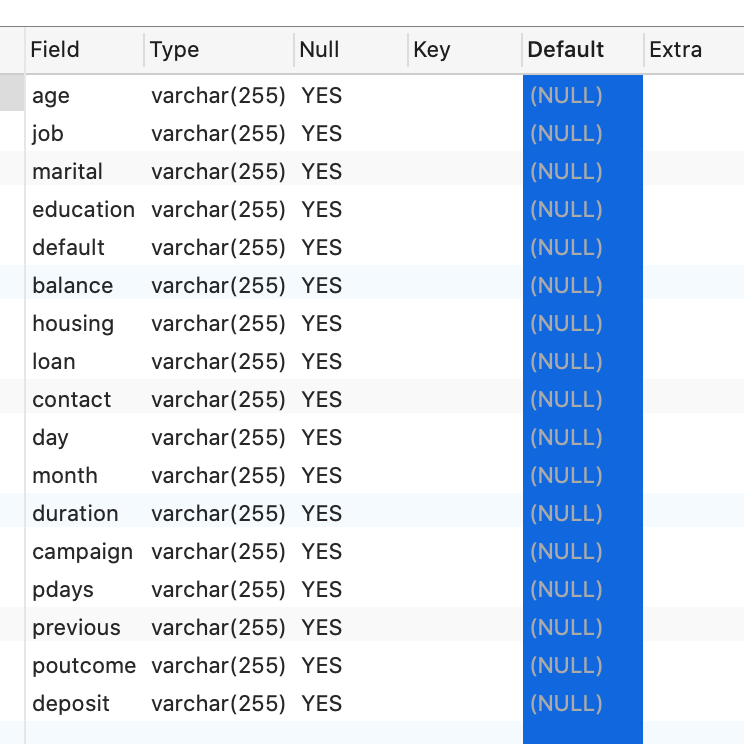 Field Type Null Key Default Extra
age varchar(255) YES (NULL)
job varchar(255) YES (NULL)
marital varchar(255) YES (NULL)
education varchar(255) YES (NULL)
default varchar(255) YES (NULL)
balance varchar(255) YES (NULL)
housing varchar(255) YES (NULL)
loan varchar(255) YES (NULL)
contact varchar(255) YES (NULL)
day varchar(255) YES (NULL)
month varchar(255) YES (NULL)
duration varchar(255) YES (NULL)
campaign varchar(255) YES (NULL)
pdays varchar(255) YES (NULL)
previous varchar(255) YES (NULL)
poutcome varchar(255) YES (NULL)
deposit varchar(255) YES (NULL)